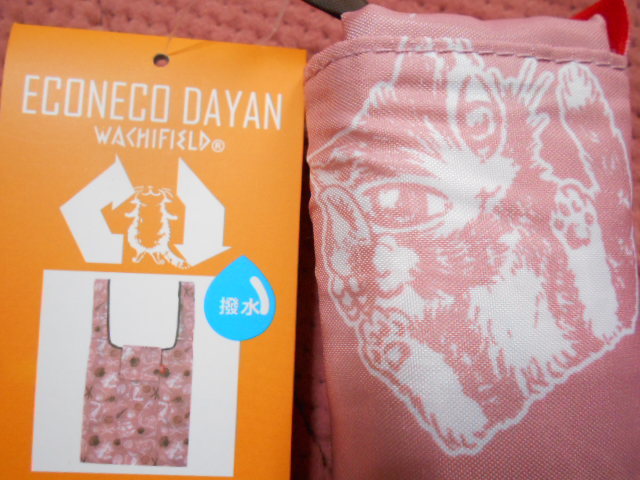 ECONECO DAYAN
WACHIFIELD®
撥水